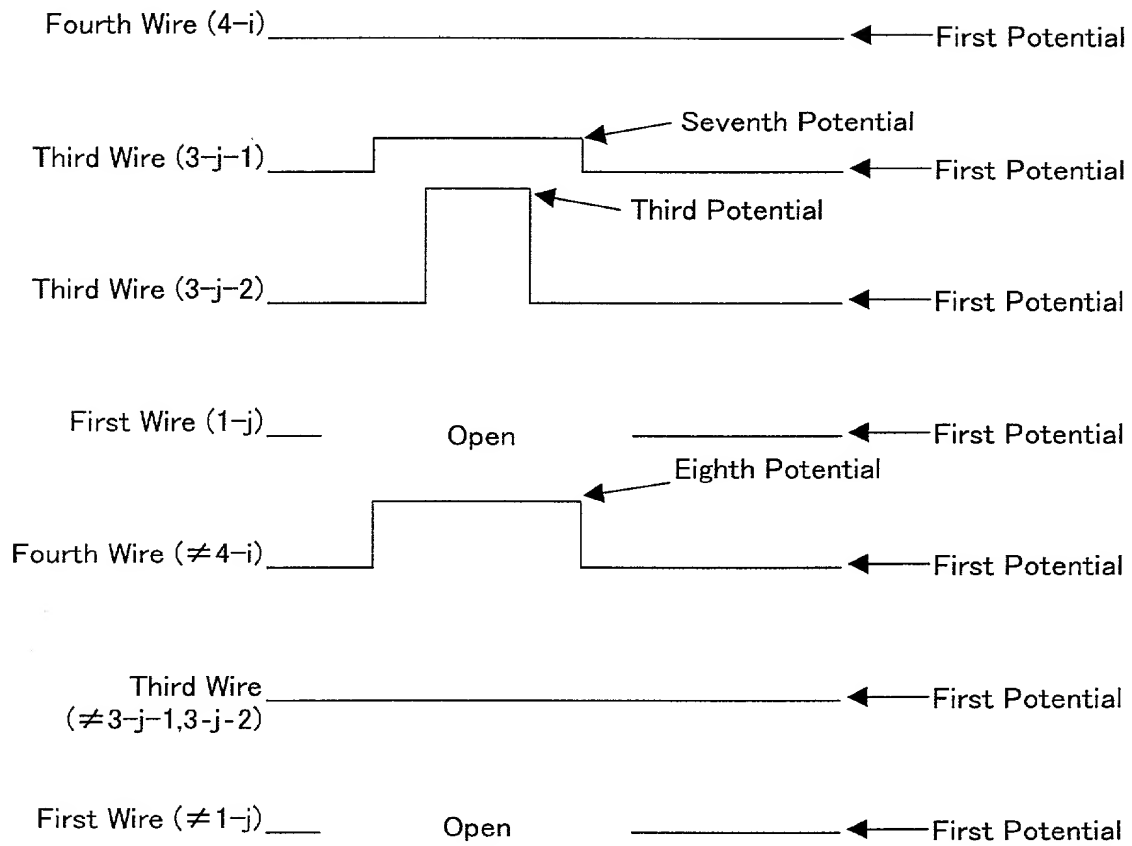 Fourth Wire (4-i) First Potential
Seventh Potential
Third Wire (3-j-1) First Potential
Third Potential
Third Wire (3-j-2) First Potential
First Wire (1-j) Open First Potential
Eighth Potential
Fourth Wire (≠4-i) First Potential
Third Wire First Potential
(≠3-j-1,3-j-2)
First Wire (≠1-j) Open First Potential